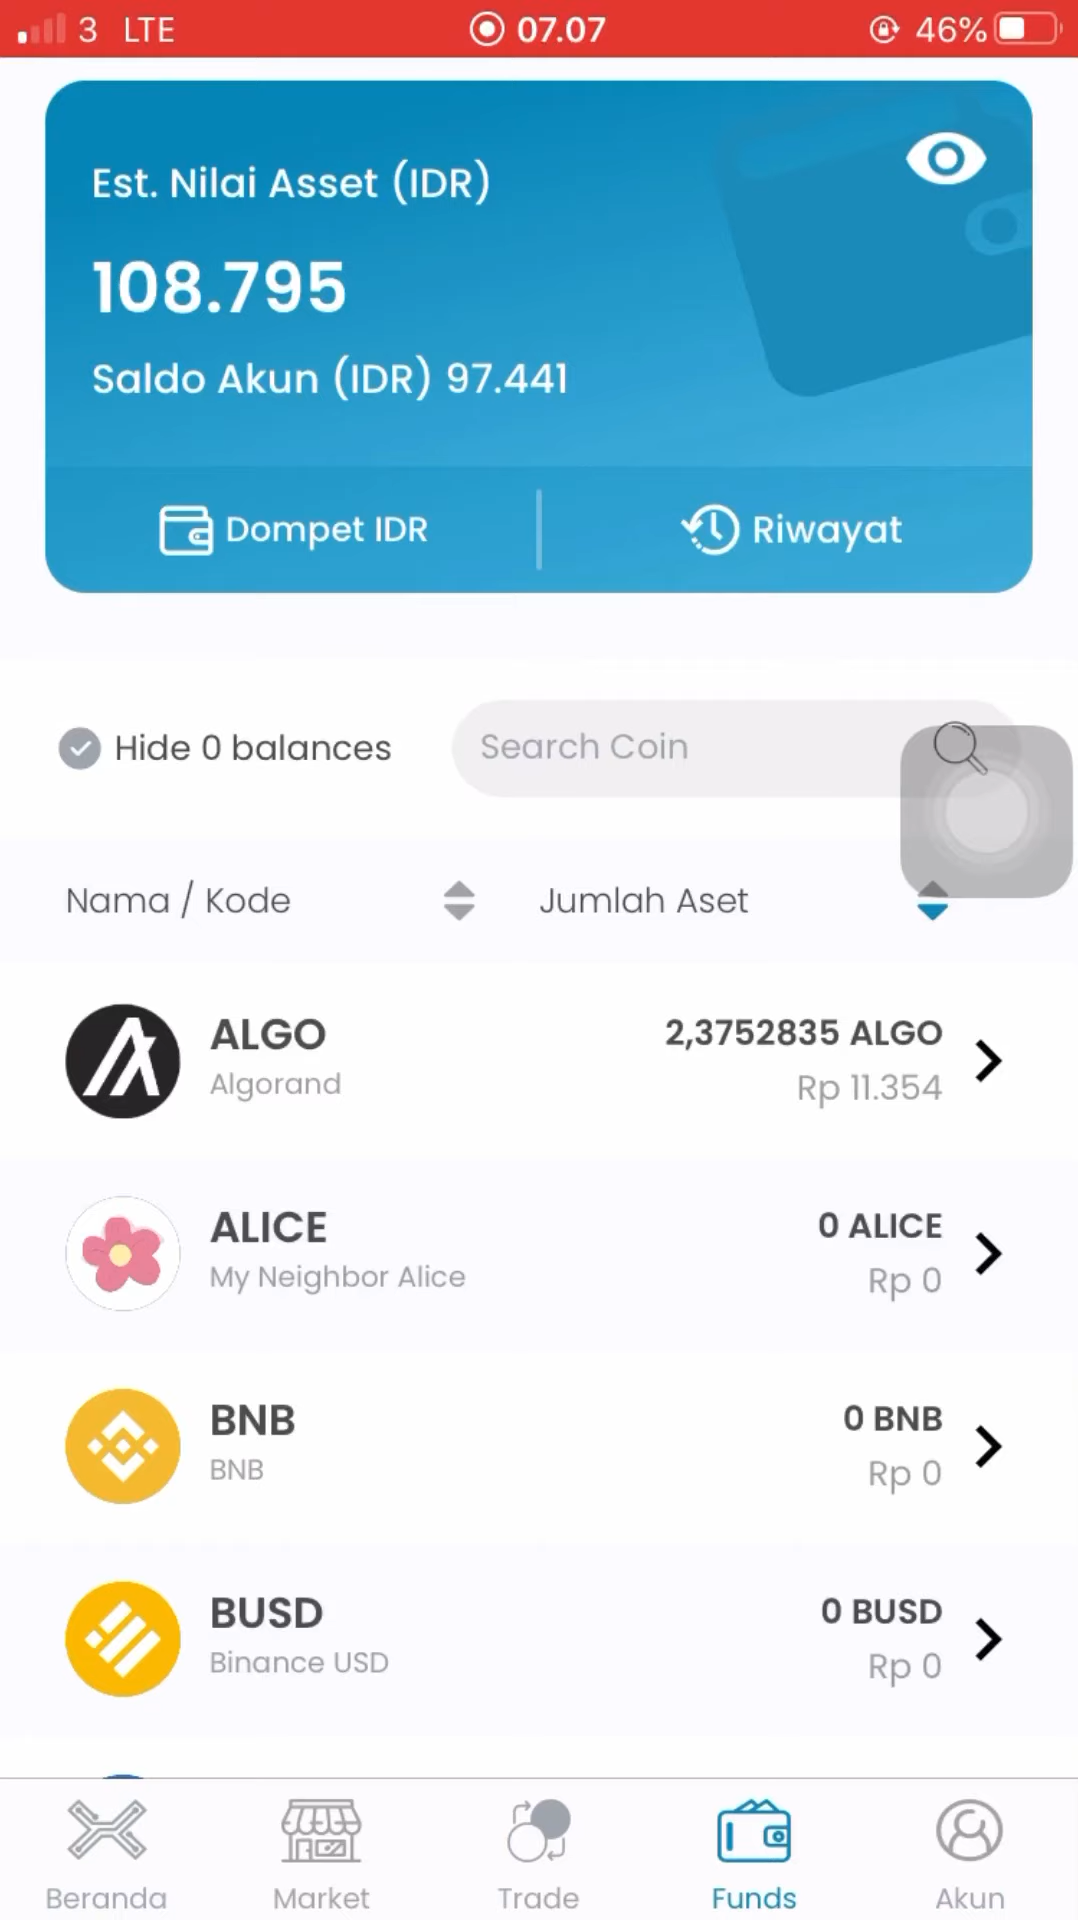 3 LTE 07.07 46%
Est. Nilai Asset (IDR)
108.795
Saldo Akun (IDR) 97.441
Dompet IDR Riwayat
Hide 0 balances Search Coin
Nama / Kode Jumlah Aset
ALGO 2,3752835 ALGO
Algorand Rp 11.354
ALICE 0 ALICE
My Neighbor Alice Rp 0
BNB 0 BNB
BNB Rp 0
BUSD 0 BUSD
Binance USD Rp 0
Beranda Market Trade Funds Akun